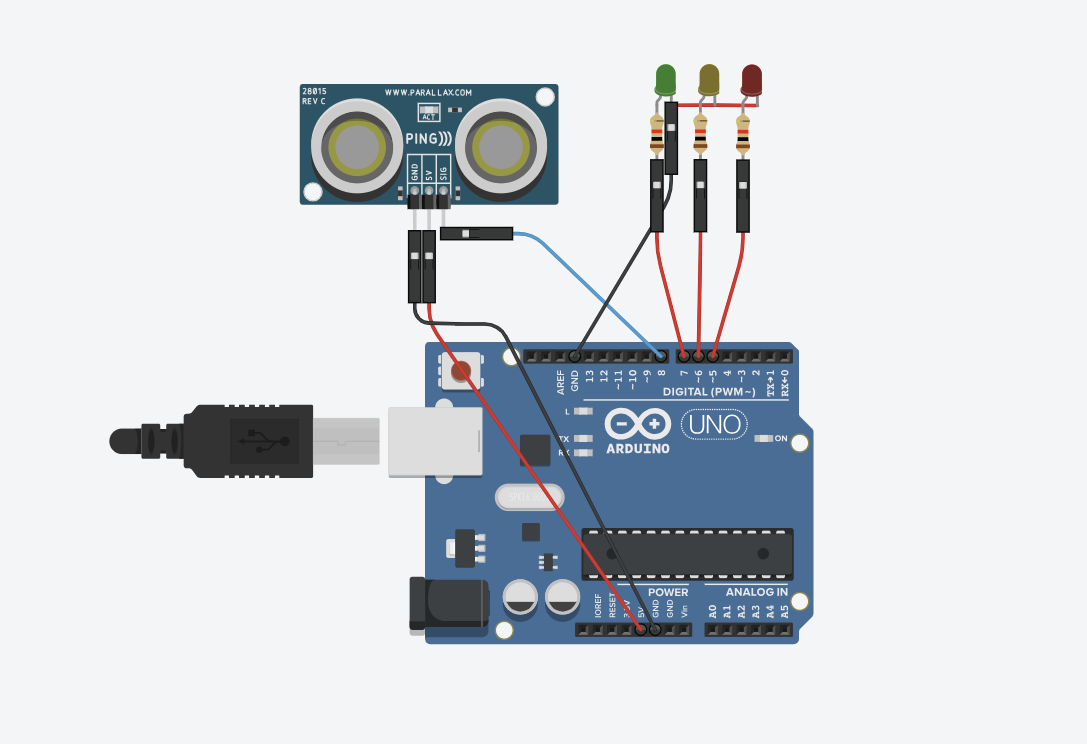 28015
REV C
WWW.PARALLAX.COM
ACT
PING)))
GND
5V
SIG
AREF
GND
13
12
~11
~10
~9
8
7
~6
~5
4
~3
2
TX→1
RX←0
DIGITAL (PWM~)
L
TX
RX
ARDUINO
UNO
ON
POWER
ANALOG IN
IOREF
RESET
5V
GND
GND
Vin
A0
A1
A2
A3
A4
A5